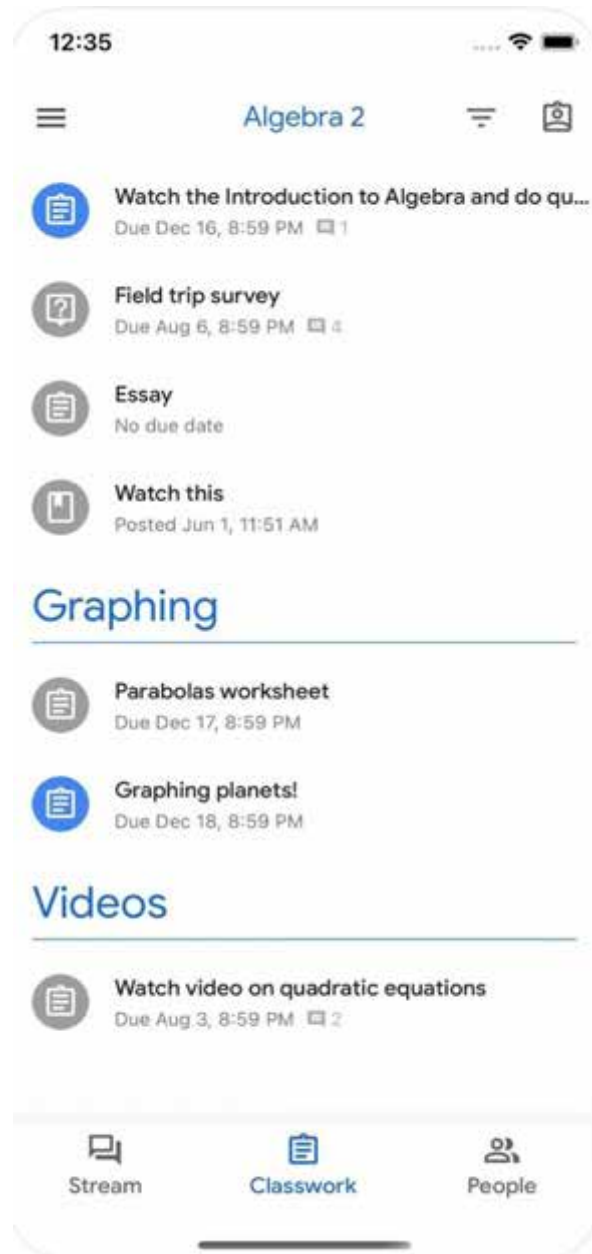 12:35
Algebra 2
Watch the Introduction to Algebra and do qu...
Due Dec 16, 8:59 PM 1
Field trip survey
Due Aug 6, 8:59 PM 4
Essay
No due date
Watch this
Posted Jun 1, 11:51 AM
Graphing
Parabolas worksheet
Due Dec 17, 8:59 PM
Graphing planets!
Due Dec 18, 8:59 PM
Videos
Watch video on quadratic equations
Due Aug 3, 8:59 PM 2
Stream Classwork People